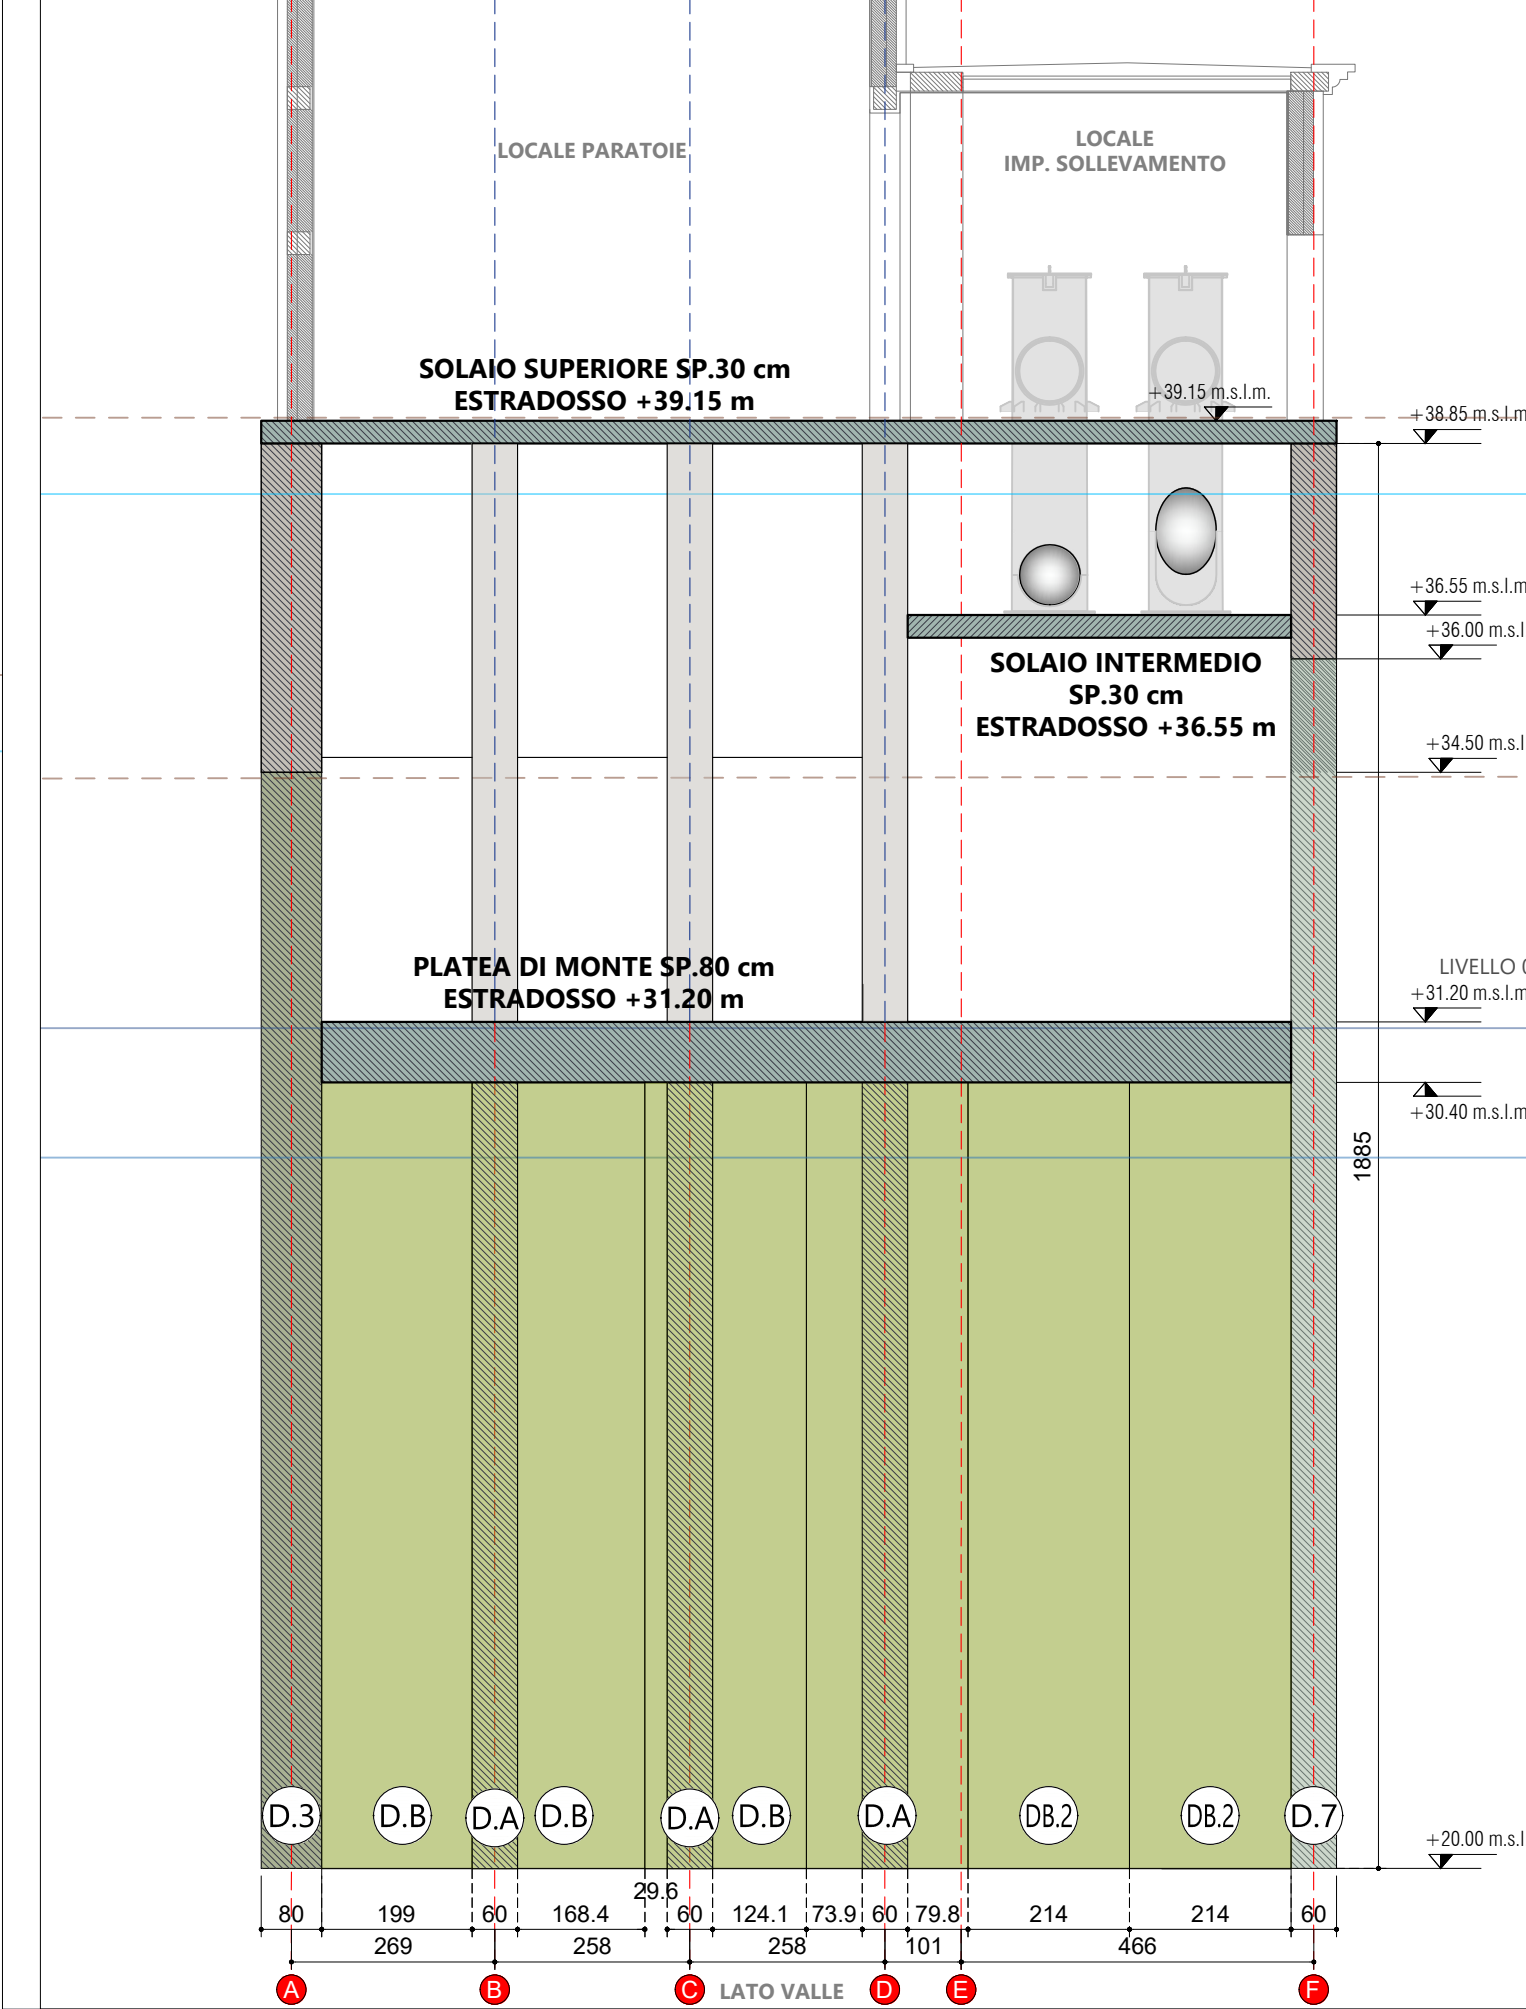 LOCALE PARATOIE
LOCALE
IMP. SOLLEVAMENTO
SOLAIO SUPERIORE SP.30 cm
ESTRADOSSO +39.15 m
+39.15 m.s.l.m.
+38.85 m.s.l.m
+36.55 m.s.l.m
+36.00 m.s.l
SOLAIO INTERMEDIO
SP.30 cm
ESTRADOSSO +36.55 m
+34.50 m.s.l
PLATEA DI MONTE SP.80 cm
ESTRADOSSO +31.20 m
LIVELLO 0
+31.20 m.s.l.m
+30.40 m.s.l.m
1885
D.3 D.B D.A D.B D.A D.B D.A DB.2 DB.2 D.7
+20.00 m.s.l
29.6
80 199 60 168.4 60 124.1 73.9 60 79.8 214 214 60
269 258 258 101 466
A B C LATO VALLE D E F